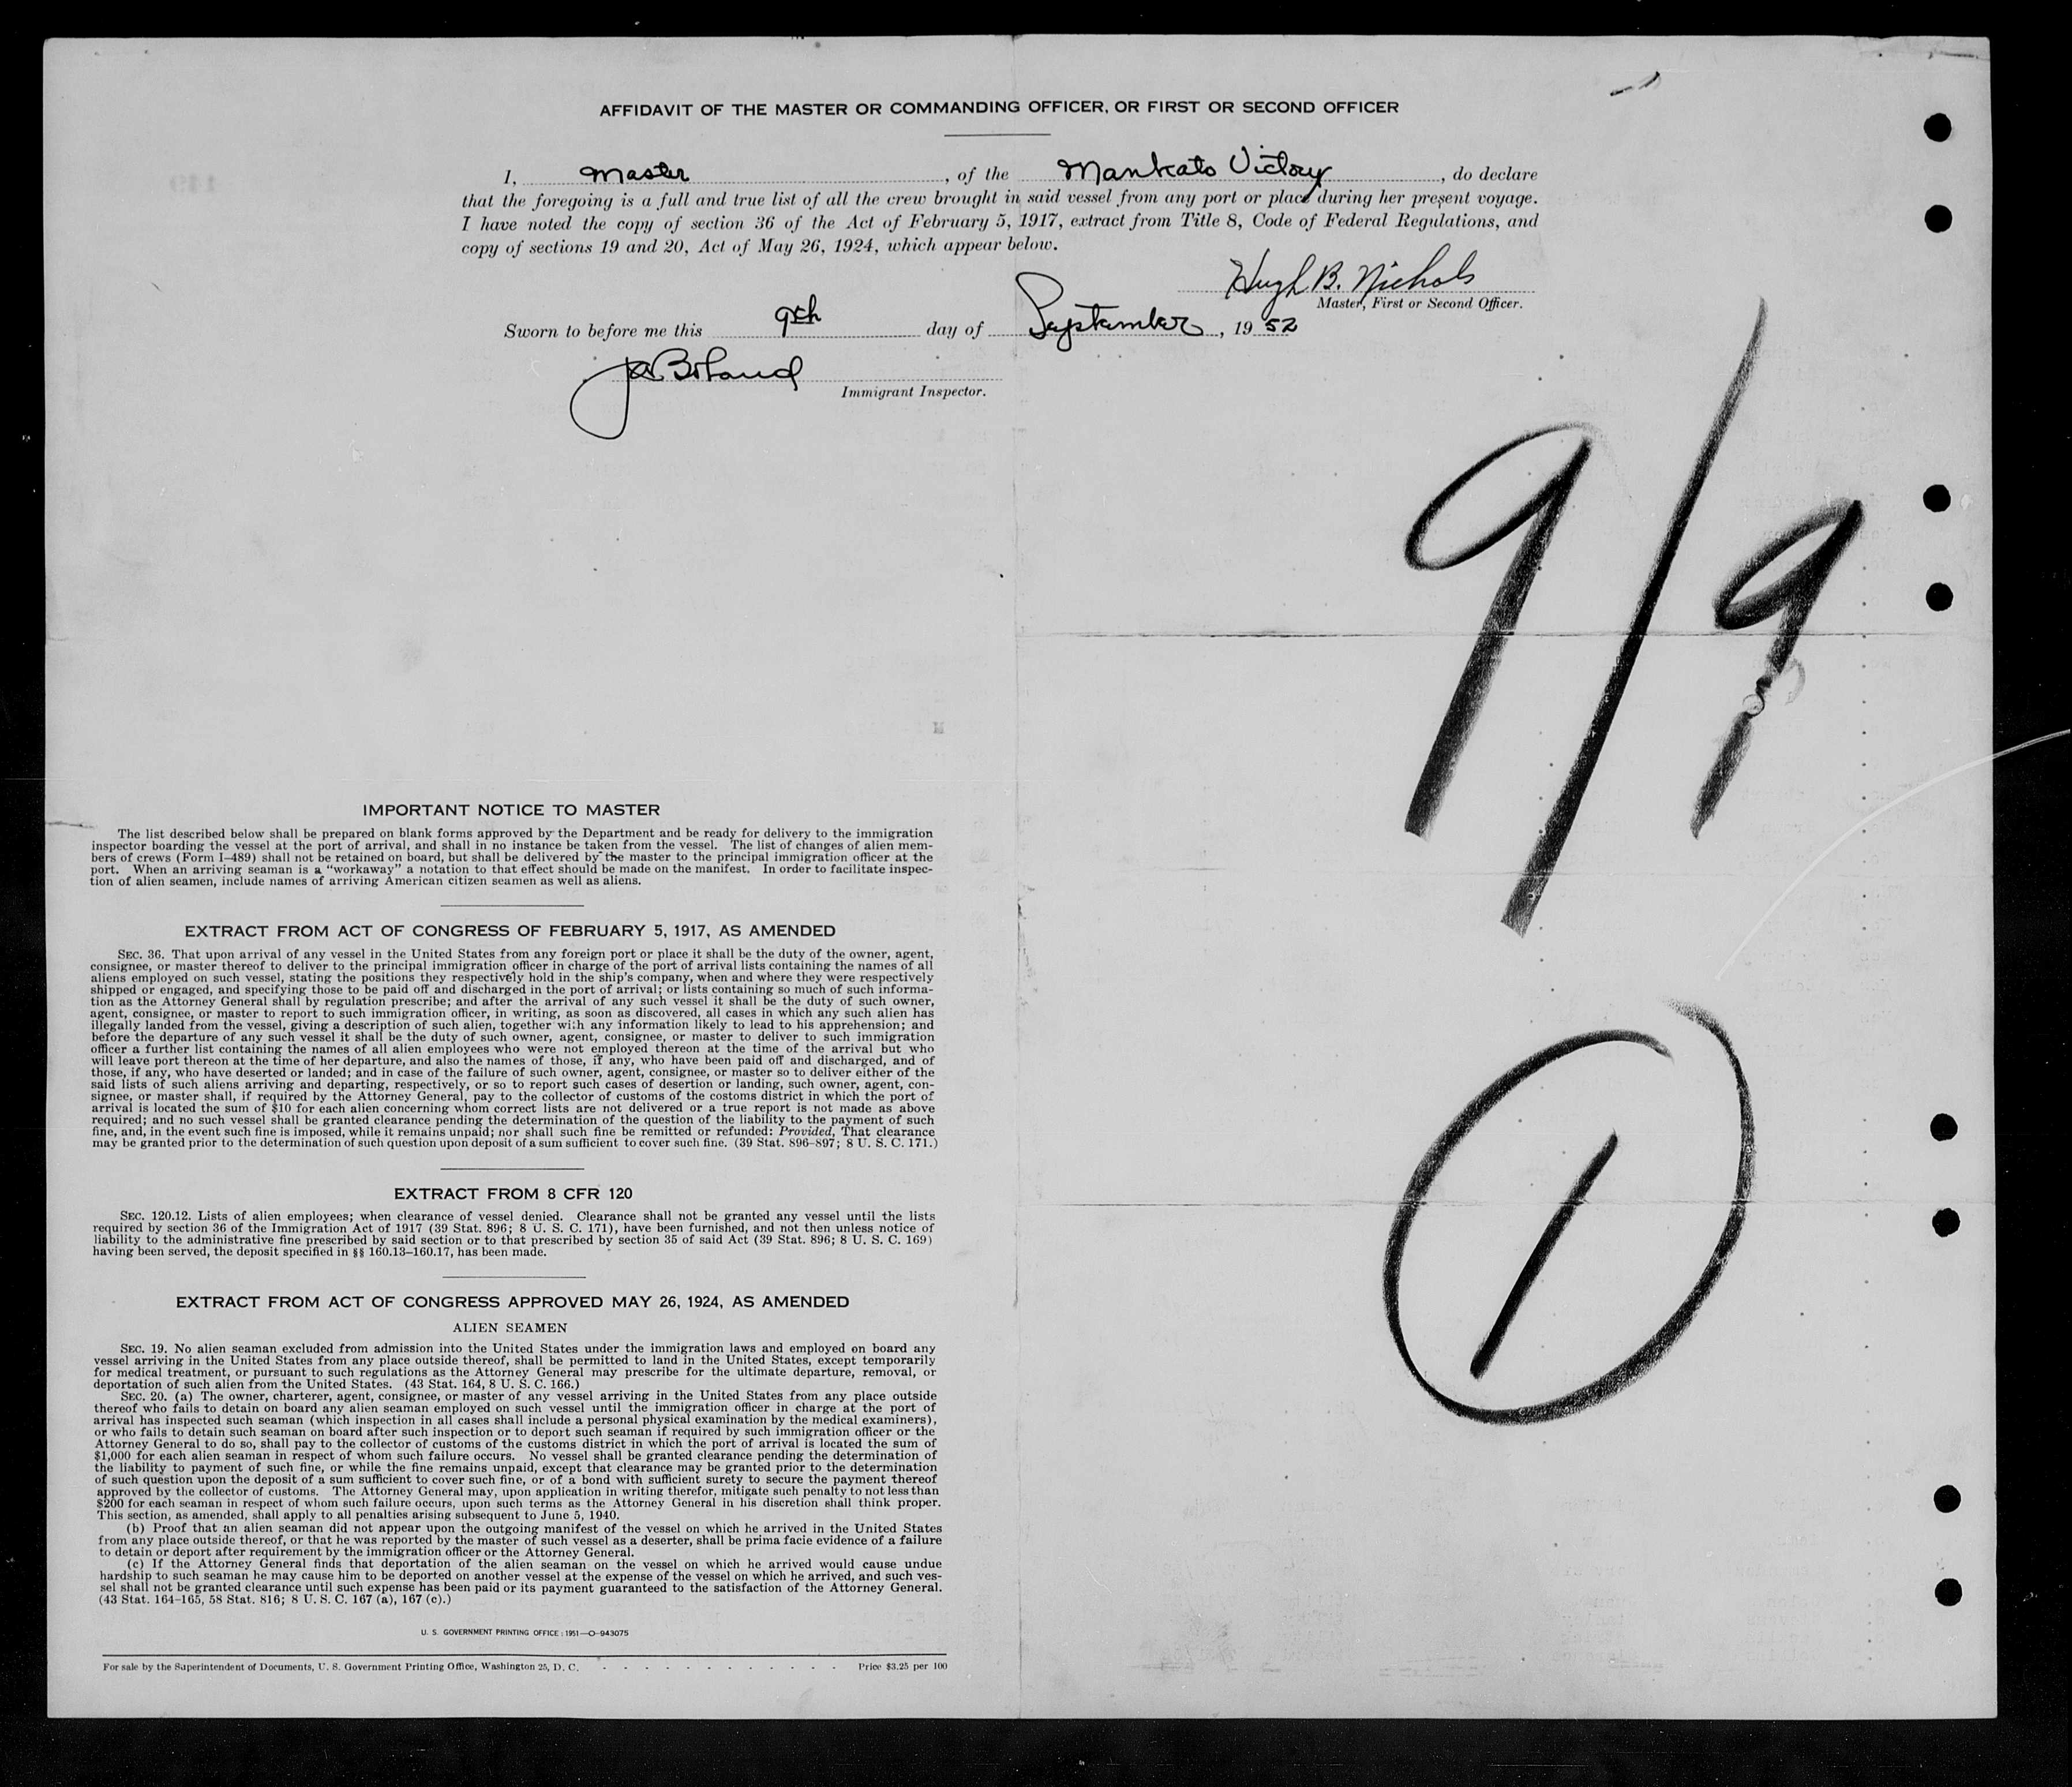 AFFIDAVIT OF THE MASTER OR COMMANDING OFFICER, OR FIRST OR SECOND OFFICER
I, Master, of the Mankato Victory, do declare
that the foregoing is a full and true list of all the crew brought in said vessel from any port or place during her present voyage.
I have noted the copy of section 36 of the Act of February 5, 1917, extract from Title 8, Code of Federal Regulations, and
copy of sections 19 and 20, Act of May 26, 1924, which appear below.
Hugh B. Nichols
Master, First or Second Officer.
Sworn to before me this 9th day of September, 1952
Immigrant Inspector.
9/9
1
IMPORTANT NOTICE TO MASTER
The list described below shall be prepared on blank forms approved by the Department and be ready for delivery to the immigration
inspector boarding the vessel at the port of arrival, and shall in no instance be taken from the vessel. The list of changes of alien mem-
bers of crews (Form I–489) shall not be retained on board, but shall be delivered by the master to the principal immigration officer at the
port. When an arriving seaman is a "workaway" a notation to that effect should be made on the manifest. In order to facilitate inspec-
tion of alien seamen, include names of arriving American citizen seamen as well as aliens.
EXTRACT FROM ACT OF CONGRESS OF FEBRUARY 5, 1917, AS AMENDED
SEC. 36. That upon arrival of any vessel in the United States from any foreign port or place it shall be the duty of the owner, agent,
consignee, or master thereof to deliver to the principal immigration officer in charge of the port of arrival lists containing the names of all
aliens employed on such vessel, stating the positions they respectively hold in the ship's company, when and where they were respectively
shipped or engaged, and specifying those to be paid off and discharged in the port of arrival; or lists containing so much of such informa-
tion as the Attorney General shall by regulation prescribe; and after the arrival of any such vessel it shall be the duty of such owner,
agent, consignee, or master to report to such immigration officer, in writing, as soon as discovered, all cases in which any such alien has
illegally landed from the vessel, giving a description of such alien, together with any information likely to lead to his apprehension; and
before the departure of any such vessel it shall be the duty of such owner, agent, consignee, or master to deliver to such immigration
officer a further list containing the names of all alien employees who were not employed thereon at the time of the arrival but who
will leave port thereon at the time of her departure, and also the names of those, if any, who have been paid off and discharged, and of
those, if any, who have deserted or landed; and in case of the failure of such owner, agent, consignee, or master so to deliver either of the
said lists of such aliens arriving and departing, respectively, or so to report such cases of desertion or landing, such owner, agent, con-
signee, or master shall, if required by the Attorney General, pay to the collector of customs of the costoms district in which the port of
arrival is located the sum of $10 for each alien concerning whom correct lists are not delivered or a true report is not made as above
required; and no such vessel shall be granted clearance pending the determination of the question of the liability to the payment of such
fine, and, in the event such fine is imposed, while it remains unpaid; nor shall such fine be remitted or refunded: Provided, That clearance
may be granted prior to the determination of such question upon deposit of a sum sufficient to cover such fine. (39 Stat. 896–897; 8 U. S. C. 171.)
EXTRACT FROM 8 CFR 120
SEC. 120.12. Lists of alien employees; when clearance of vessel denied. Clearance shall not be granted any vessel until the lists
required by section 36 of the Immigration Act of 1917 (39 Stat. 896; 8 U. S. C. 171), have been furnished, and not then unless notice of
liability to the administrative fine prescribed by said section or to that prescribed by section 35 of said Act (39 Stat. 896; 8 U. S. C. 169)
having been served, the deposit specified in §§ 160.13–160.17, has been made.
EXTRACT FROM ACT OF CONGRESS APPROVED MAY 26, 1924, AS AMENDED
ALIEN SEAMEN
SEC. 19. No alien seaman excluded from admission into the United States under the immigration laws and employed on board any
vessel arriving in the United States from any place outside thereof, shall be permitted to land in the United States, except temporarily
for medical treatment, or pursuant to such regulations as the Attorney General may prescribe for the ultimate departure, removal, or
deportation of such alien from the United States. (43 Stat. 164, 8 U. S. C. 166.)
SEC. 20. (a) The owner, charterer, agent, consignee, or master of any vessel arriving in the United States from any place outside
thereof who fails to detain on board any alien seaman employed on such vessel until the immigration officer in charge at the port of
arrival has inspected such seaman (which inspection in all cases shall include a personal physical examination by the medical examiners),
or who fails to detain such seaman on board after such inspection or to deport such seaman if required by such immigration officer or the
Attorney General to do so, shall pay to the collector of customs of the customs district in which the port of arrival is located the sum of
$1,000 for each alien seaman in respect of whom such failure occurs. No vessel shall be granted clearance pending the determination of
the liability to payment of such fine, or while the fine remains unpaid, except that clearance may be granted prior to the determination
of such question upon the deposit of a sum sufficient to cover such fine, or of a bond with sufficient surety to secure the payment thereof
approved by the collector of customs. The Attorney General may, upon application in writing therefor, mitigate such penalty to not less than
$200 for each seaman in respect of whom such failure occurs, upon such terms as the Attorney General in his discretion shall think proper.
This section, as amended, shall apply to all penalties arising subsequent to June 5, 1940.
(b) Proof that an alien seaman did not appear upon the outgoing manifest of the vessel on which he arrived in the United States
from any place outside thereof, or that he was reported by the master of such vessel as a deserter, shall be prima facie evidence of a failure
to detain or deport after requirement by the immigration officer or the Attorney General.
(c) If the Attorney General finds that deportation of the alien seaman on the vessel on which he arrived would cause undue
hardship to such seaman he may cause him to be deported on another vessel at the expense of the vessel on which he arrived, and such ves-
sel shall not be granted clearance until such expense has been paid or its payment guaranteed to the satisfaction of the Attorney General.
(43 Stat. 164–165, 58 Stat. 816; 8 U. S. C. 167 (a), 167 (c).)
U. S. GOVERNMENT PRINTING OFFICE : 1951—O–943075
For sale by the Superintendent of Documents, U. S. Government Printing Office, Washington 25, D. C. - - - - - - - - - - - Price $3.25 per 100